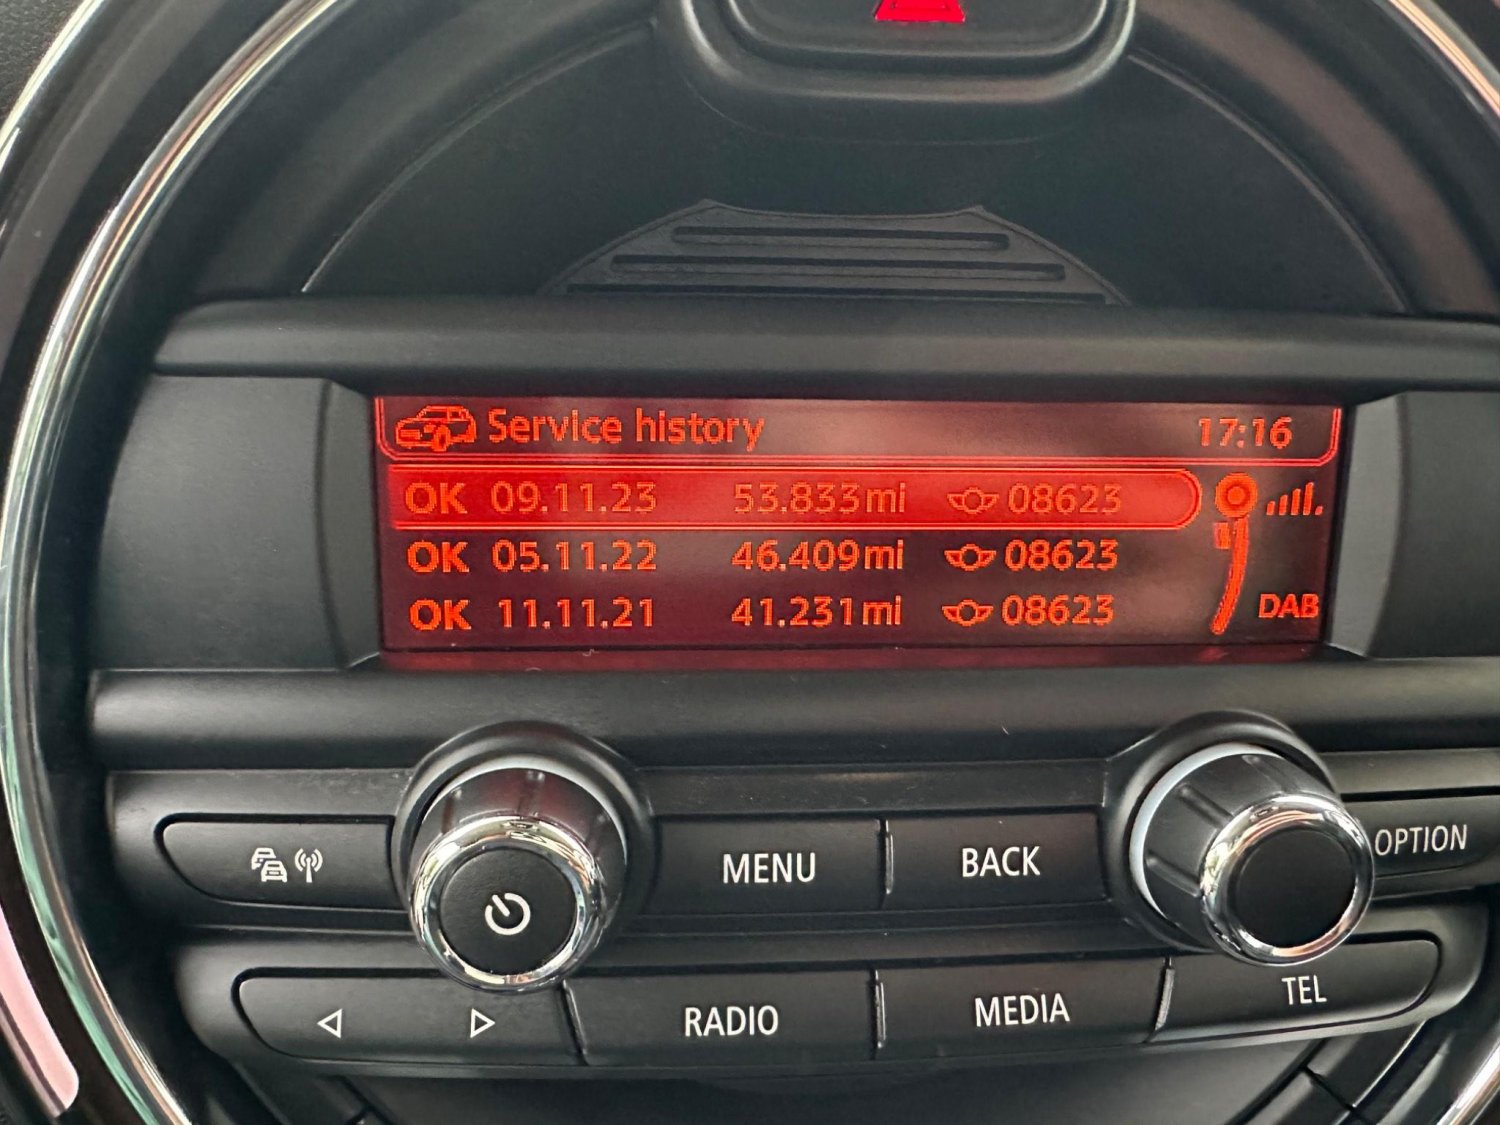 Service history 17:16
OK 09.11.23 53.833mi 08623
OK 05.11.22 46.409mi 08623
OK 11.11.21 41.231mi 08623
DAB
MENU BACK OPTION
RADIO MEDIA TEL